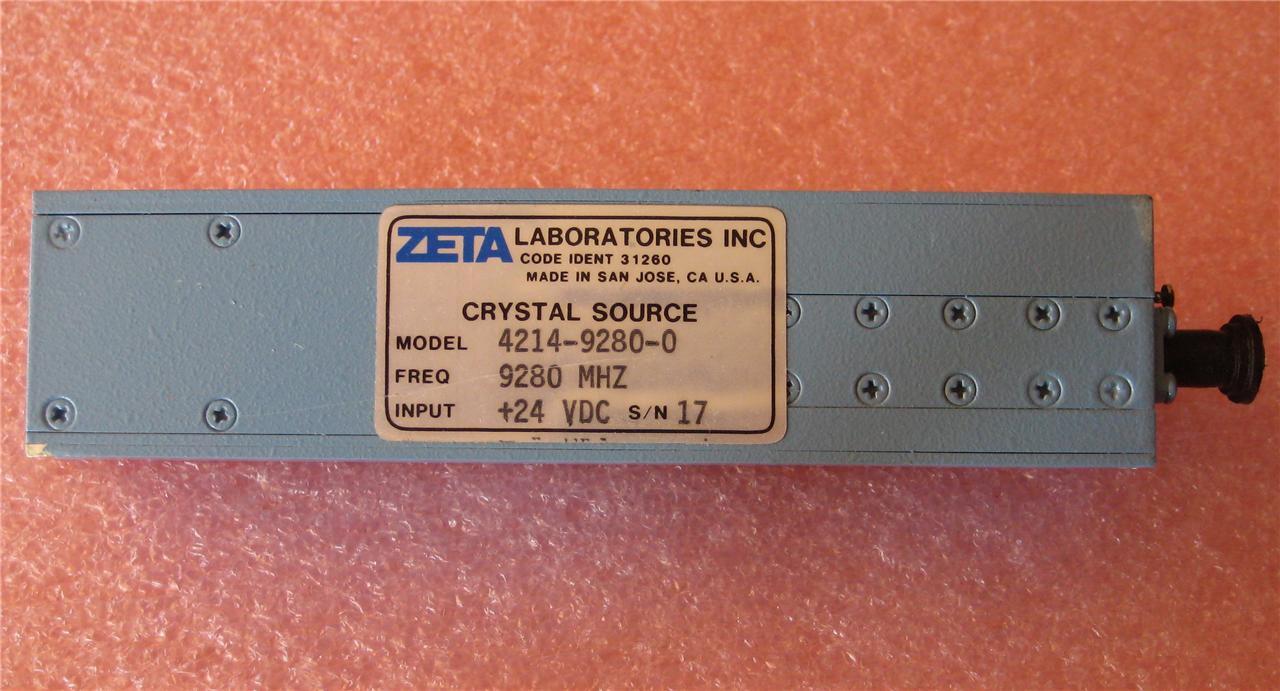 ZETA LABORATORIES INC
CODE IDENT 31260
MADE IN SAN JOSE, CA U.S.A.
CRYSTAL SOURCE
MODEL 4214-9280-0
FREQ 9280 MHZ
INPUT +24 VDC S/N 17